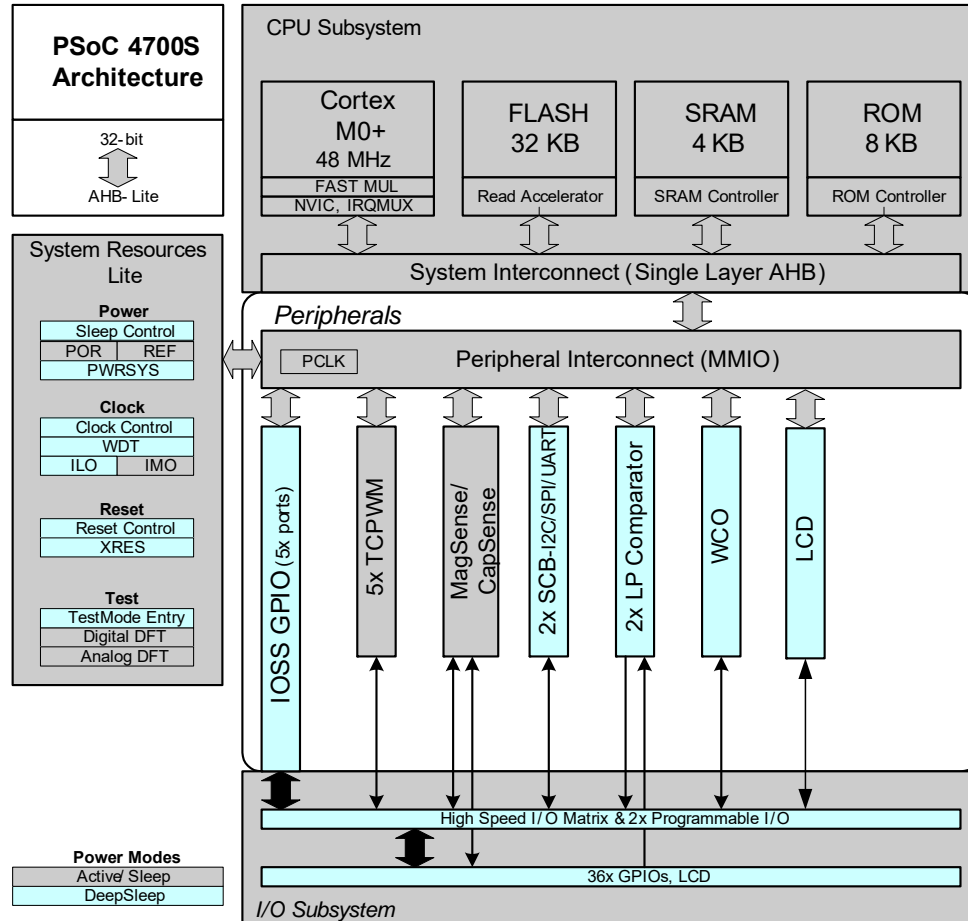 PSoC 4700S
Architecture
32-bit
AHB- Lite
CPU Subsystem
Cortex
M0+
48 MHz
FAST MUL
NVIC, IRQMUX
FLASH
32 KB
Read Accelerator
SRAM
4 KB
SRAM Controller
ROM
8 KB
ROM Controller
System Interconnect (Single Layer AHB)
System Resources
Lite
Power
Sleep Control
POR
REF
PWRSYS
Clock
Clock Control
WDT
ILO
IMO
Reset
Reset Control
XRES
Test
TestMode Entry
Digital DFT
Analog DFT
Peripherals
PCLK
Peripheral Interconnect (MMIO)
IOSS GPIO (5x ports)
5x TCPWM
MagSense/
CapSense
2x SCB-I2C/SPI/UART
2x LP Comparator
WCO
LCD
High Speed I/O Matrix & 2x Programmable I/O
36x GPIOs, LCD
I/O Subsystem
Power Modes
Active/ Sleep
DeepSleep